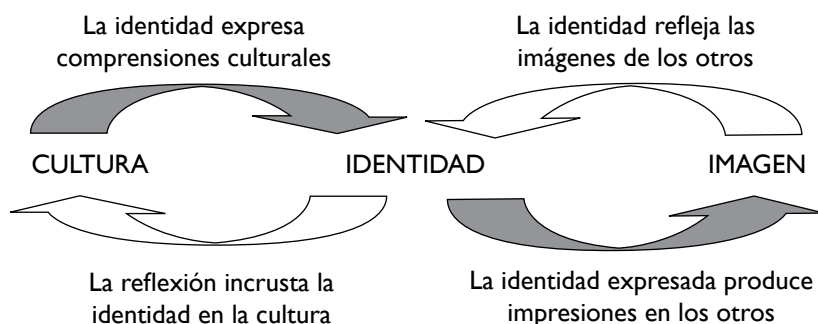 La identidad expresa
comprensiones culturales
La identidad refleja las
imágenes de los otros
CULTURA
IDENTIDAD
IMAGEN
La reflexión incrusta la
identidad en la cultura
La identidad expresada produce
impresiones en los otros